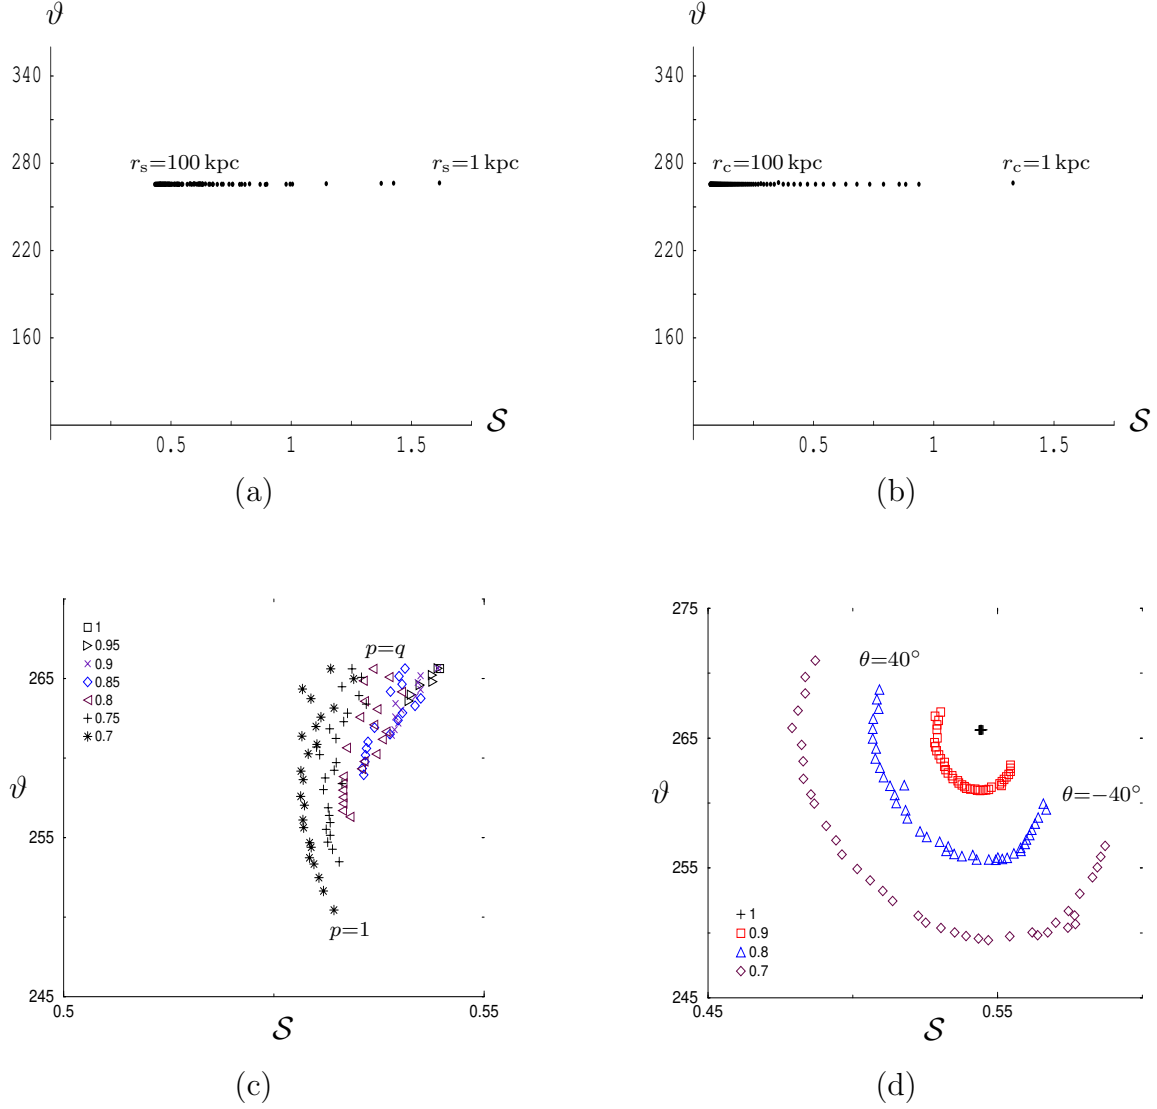 ϑ
340
280
220
160
r_s=100 kpc
r_s=1 kpc
0.5
1
1.5
S
(a)
ϑ
340
280
220
160
r_c=100 kpc
r_c=1 kpc
0.5
1
1.5
S
(b)
1
0.95
0.9
0.85
0.8
0.75
0.7
p=q
265
ϑ
255
p=1
245
0.5
0.55
S
(c)
275
θ=40°
265
ϑ
θ=−40°
255
1
0.9
0.8
0.7
245
0.45
0.55
S
(d)